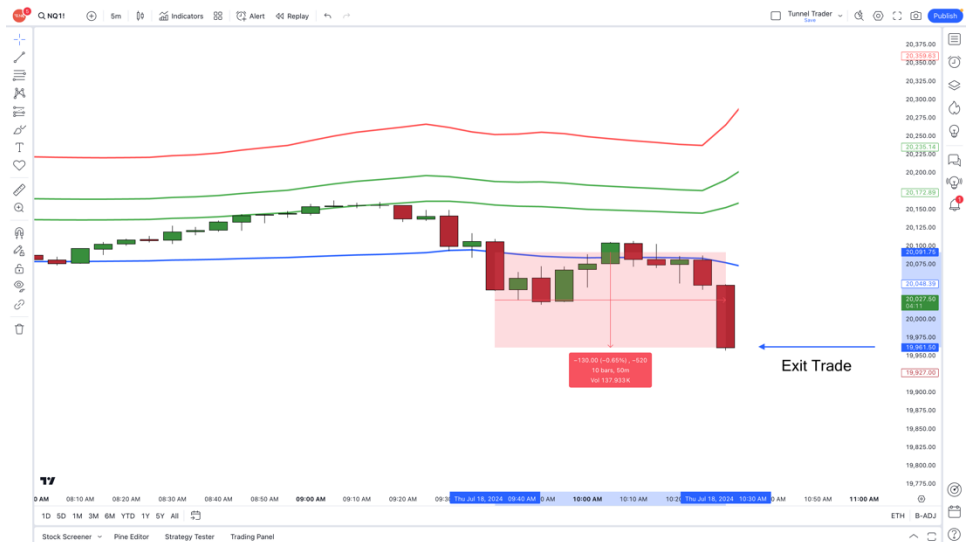 NQ1!
5m
Indicators
Alert
Replay
Tunnel Trader
Save
Publish
20,375.00
20,359.63
20,350.00
20,325.00
20,300.00
20,275.00
20,250.00
20,235.14
20,225.00
20,200.00
20,172.89
20,150.00
20,125.00
20,100.00
20,091.75
20,075.00
20,048.39
20,027.50
04:11
20,000.00
19,975.00
19,961.50
19,950.00
19,927.00
19,900.00
19,875.00
19,850.00
19,825.00
19,800.00
19,775.00
−130.00 (−0.65%) , −520
10 bars, 50m
Vol 137.933K
Exit Trade
AM 08:10 AM 08:20 AM 08:30 AM 08:40 AM 08:50 AM 09:00 AM 09:10 AM 09:20 AM 09:3 Thu Jul 18, 2024 09:40 AM 10:00 AM 10:10 AM 10:2 Thu Jul 18, 2024 10:30 AM AM 10:50 AM 11:00 AM
1D 5D 1M 3M 6M YTD 1Y 5Y All ETH B-ADJ
Stock Screener Pine Editor Strategy Tester Trading Panel